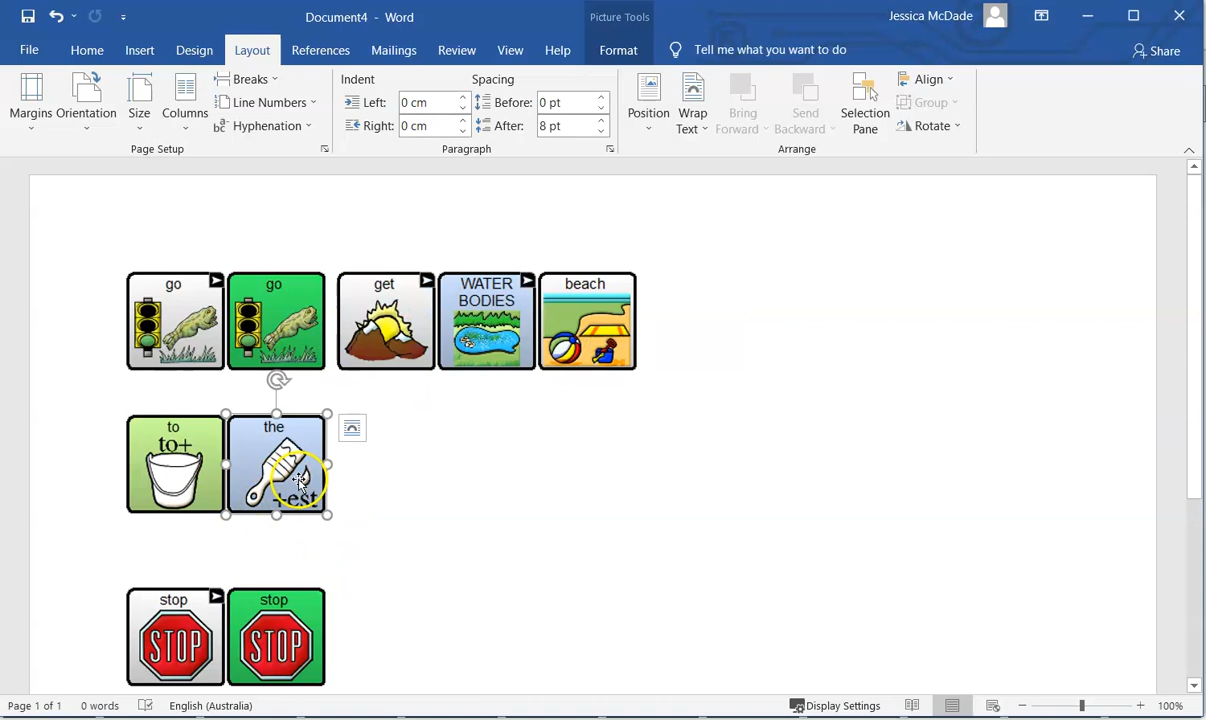 Document4 - Word
Picture Tools
Jessica McDade
File Home Insert Design Layout References Mailings Review View Help Format Tell me what you want to do Share
Margins
Orientation
Size
Columns
Breaks
Line Numbers
Hyphenation
Page Setup
Indent
Left: 0 cm
Right: 0 cm
Spacing
Before: 0 pt
After: 8 pt
Paragraph
Position
Wrap
Text
Bring
Forward
Send
Backward
Selection
Pane
Align
Group
Rotate
Arrange
go
go
get
WATER
BODIES
beach
to
to+
the
+est
stop
STOP
stop
STOP
Page 1 of 1 0 words English (Australia) Display Settings 100%